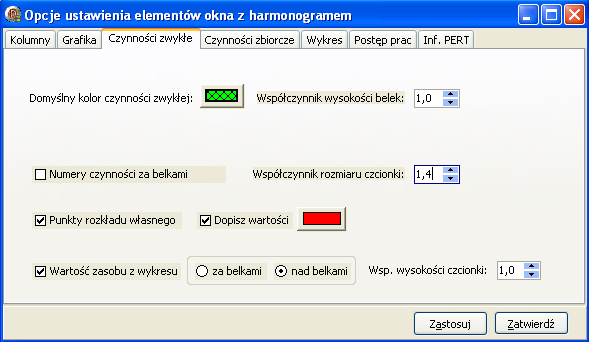 Opcje ustawienia elementów okna z harmonogramem
Kolumny Grafika Czynności zwykłe Czynności zbiorcze Wykres Postęp prac Inf. PERT
Domyślny kolor czynności zwykłej: Współczynnik wysokości belek: 1,0
Numery czynności za belkami Współczynnik rozmiaru czcionki: 1,4
Punkty rozkładu własnego Dopisz wartości
Wartość zasobu z wykresu za belkami nad belkami Wsp. wysokości czcionki: 1,0
Zastosuj Zatwierdź